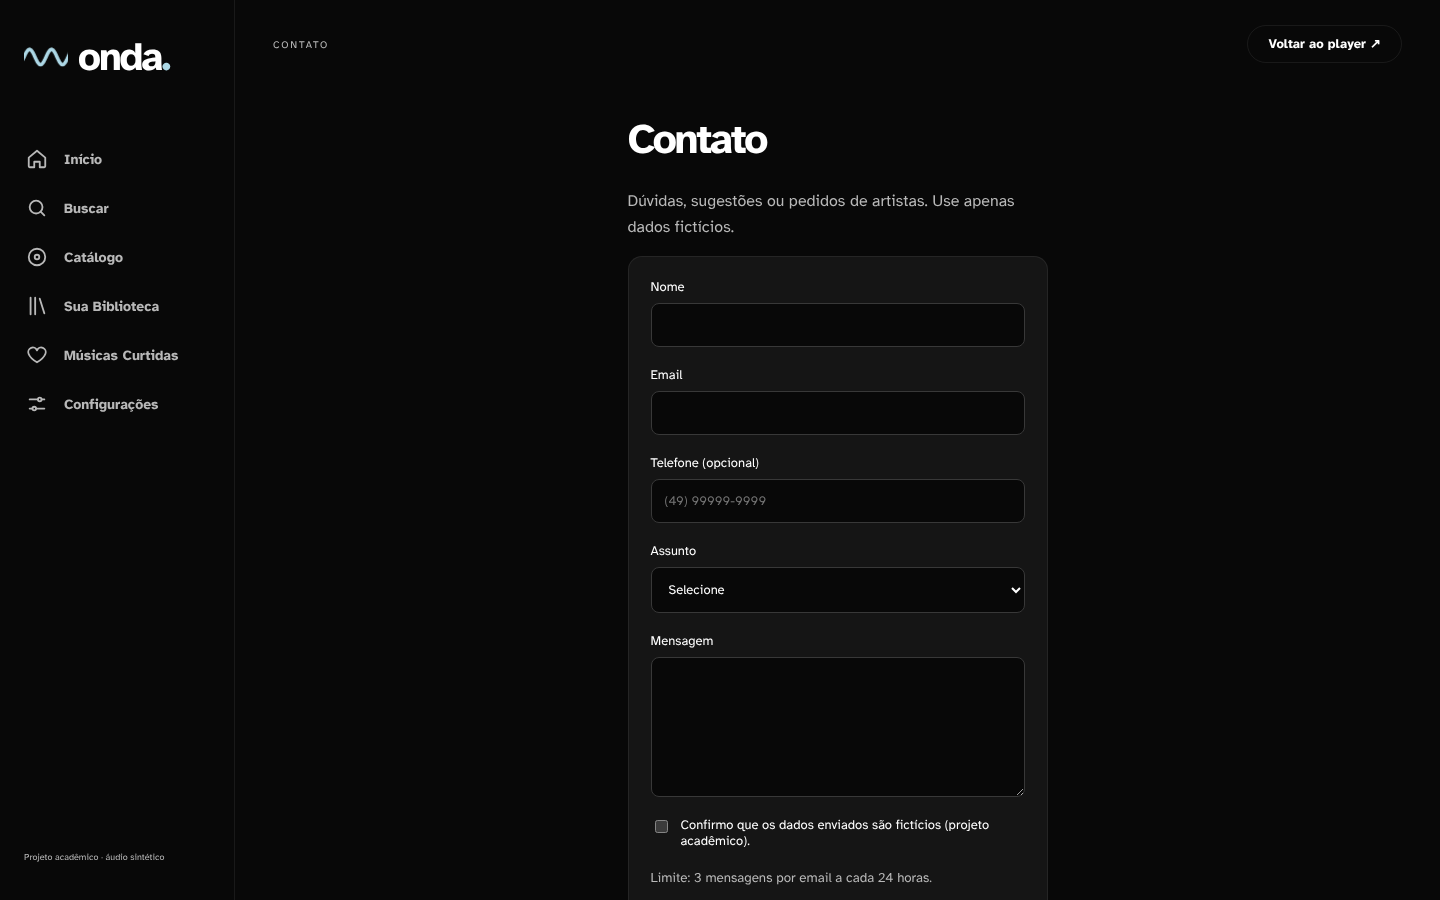 onda.
Início
Buscar
Catálogo
Sua Biblioteca
Músicas Curtidas
Configurações
Projeto acadêmico · áudio sintético
CONTATO
Voltar ao player ↗
Contato
Dúvidas, sugestões ou pedidos de artistas. Use apenas
dados fictícios.
Nome
Email
Telefone (opcional)
(49) 99999-9999
Assunto
Selecione
Mensagem
Confirmo que os dados enviados são fictícios (projeto
acadêmico).
Limite: 3 mensagens por email a cada 24 horas.